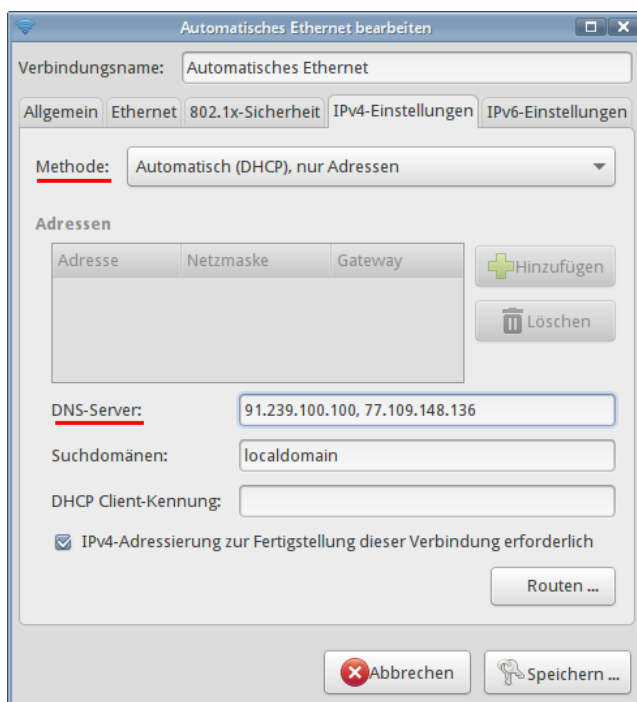 Automatisches Ethernet bearbeiten
Verbindungsname: Automatisches Ethernet
Allgemein Ethernet 802.1x-Sicherheit IPv4-Einstellungen IPv6-Einstellungen
Methode: Automatisch (DHCP), nur Adressen
Adressen
Adresse Netzmaske Gateway
Hinzufügen
Löschen
DNS-Server: 91.239.100.100, 77.109.148.136
Suchdomänen: localdomain
DHCP Client-Kennung:
IPv4-Adressierung zur Fertigstellung dieser Verbindung erforderlich
Routen ...
Abbrechen Speichern ...